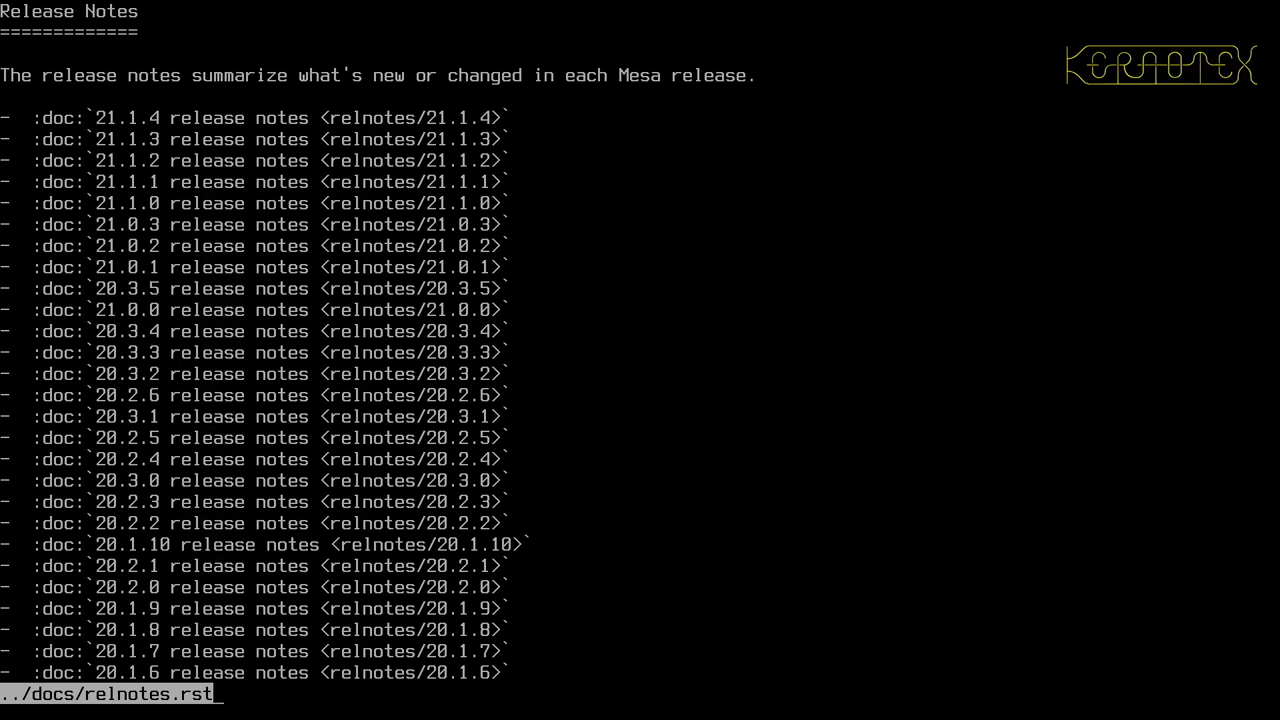 Release Notes
=============
KERNOTEX
The release notes summarize what's new or changed in each Mesa release.
-  :doc:`21.1.4 release notes <relnotes/21.1.4>`
-  :doc:`21.1.3 release notes <relnotes/21.1.3>`
-  :doc:`21.1.2 release notes <relnotes/21.1.2>`
-  :doc:`21.1.1 release notes <relnotes/21.1.1>`
-  :doc:`21.1.0 release notes <relnotes/21.1.0>`
-  :doc:`21.0.3 release notes <relnotes/21.0.3>`
-  :doc:`21.0.2 release notes <relnotes/21.0.2>`
-  :doc:`21.0.1 release notes <relnotes/21.0.1>`
-  :doc:`20.3.5 release notes <relnotes/20.3.5>`
-  :doc:`21.0.0 release notes <relnotes/21.0.0>`
-  :doc:`20.3.4 release notes <relnotes/20.3.4>`
-  :doc:`20.3.3 release notes <relnotes/20.3.3>`
-  :doc:`20.3.2 release notes <relnotes/20.3.2>`
-  :doc:`20.2.6 release notes <relnotes/20.2.6>`
-  :doc:`20.3.1 release notes <relnotes/20.3.1>`
-  :doc:`20.2.5 release notes <relnotes/20.2.5>`
-  :doc:`20.2.4 release notes <relnotes/20.2.4>`
-  :doc:`20.3.0 release notes <relnotes/20.3.0>`
-  :doc:`20.2.3 release notes <relnotes/20.2.3>`
-  :doc:`20.2.2 release notes <relnotes/20.2.2>`
-  :doc:`20.1.10 release notes <relnotes/20.1.10>`
-  :doc:`20.2.1 release notes <relnotes/20.2.1>`
-  :doc:`20.2.0 release notes <relnotes/20.2.0>`
-  :doc:`20.1.9 release notes <relnotes/20.1.9>`
-  :doc:`20.1.8 release notes <relnotes/20.1.8>`
-  :doc:`20.1.7 release notes <relnotes/20.1.7>`
-  :doc:`20.1.6 release notes <relnotes/20.1.6>`
../docs/relnotes.rst